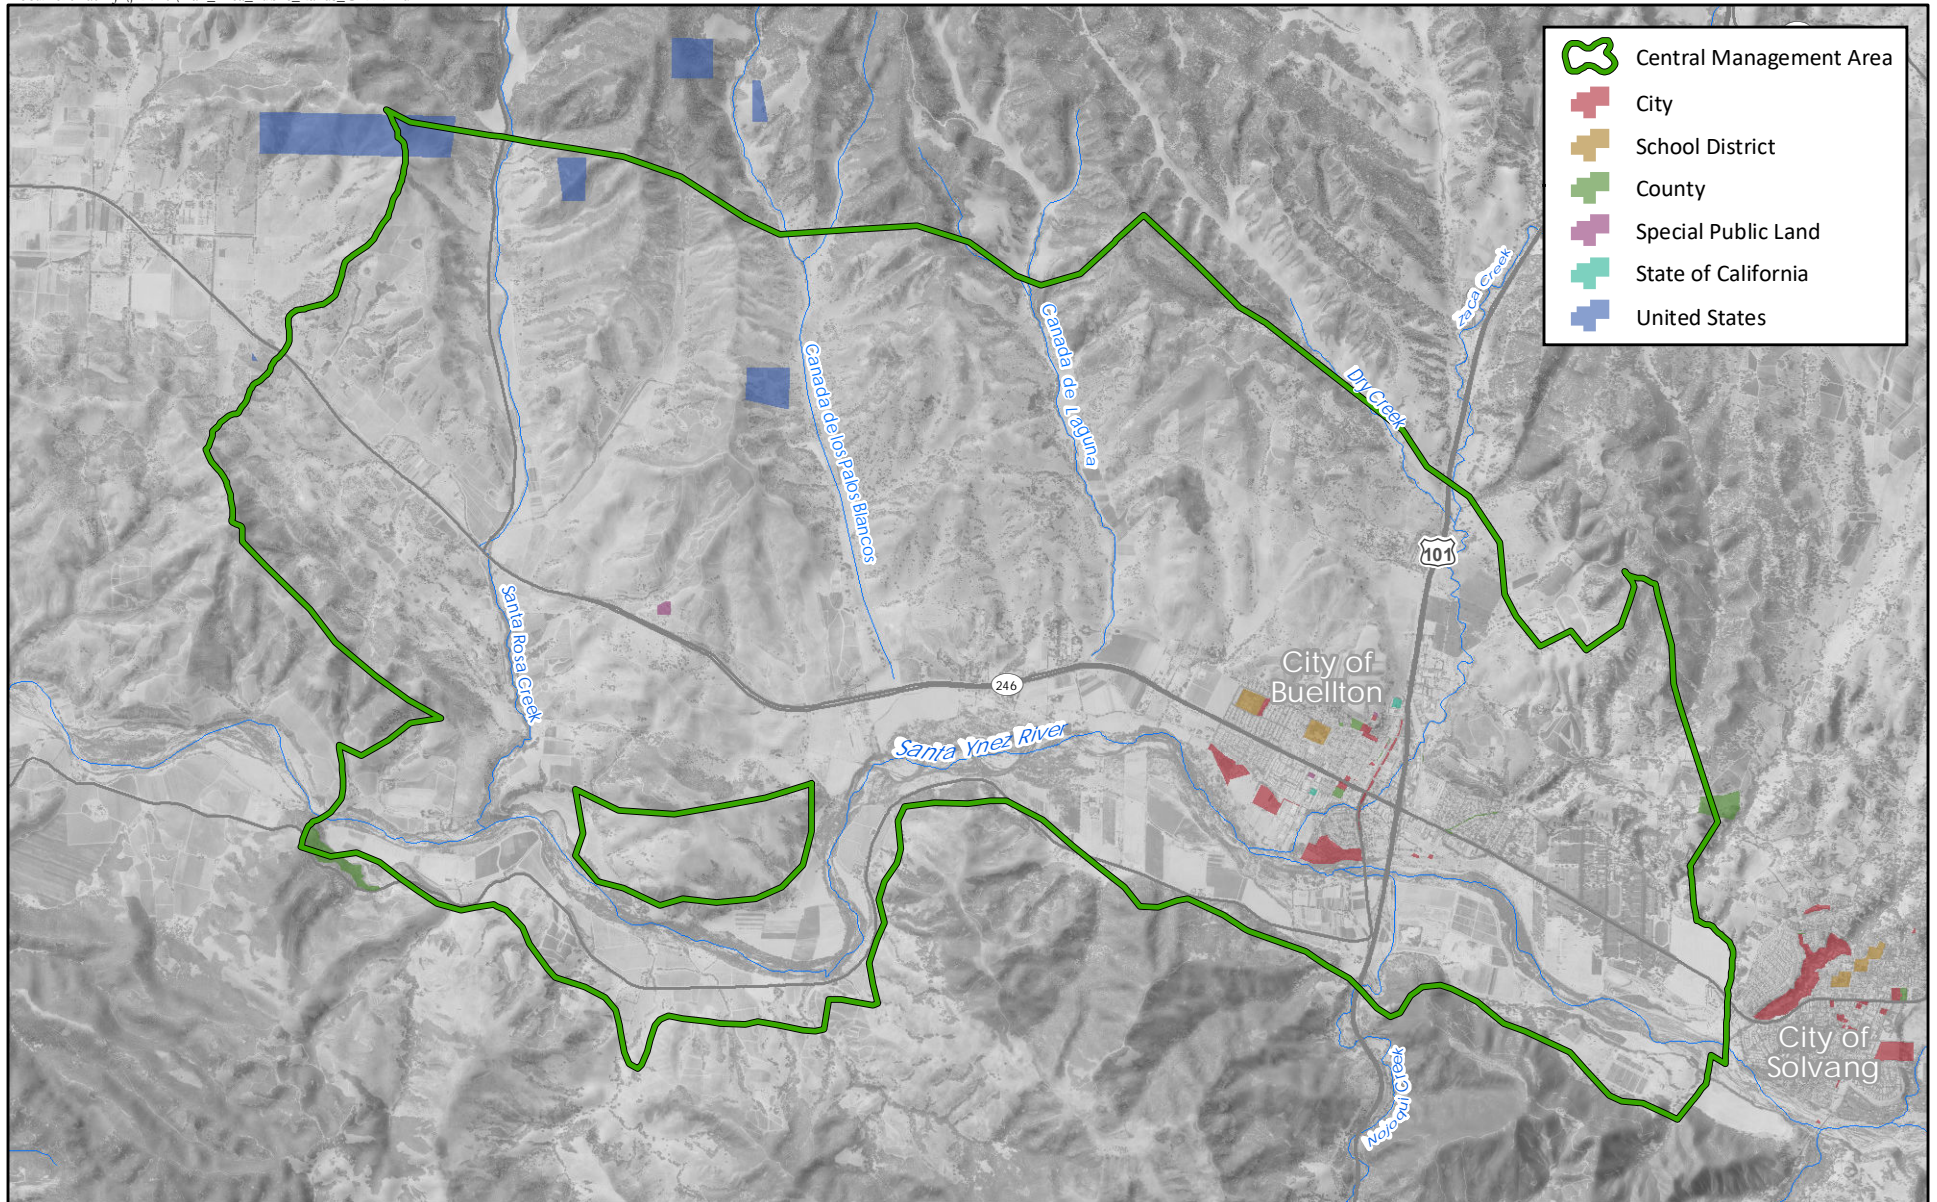 Central Management Area
City
School District
County
Special Public Land
State of California
United States
Zaca Creek
Canada de Laguna
Canada delos Palos Blancos
Dry Creek
101
Santa Rosa Creek
City of
Buellton
246
Santa Ynez River
City of
Solvang
Nojoqui Creek